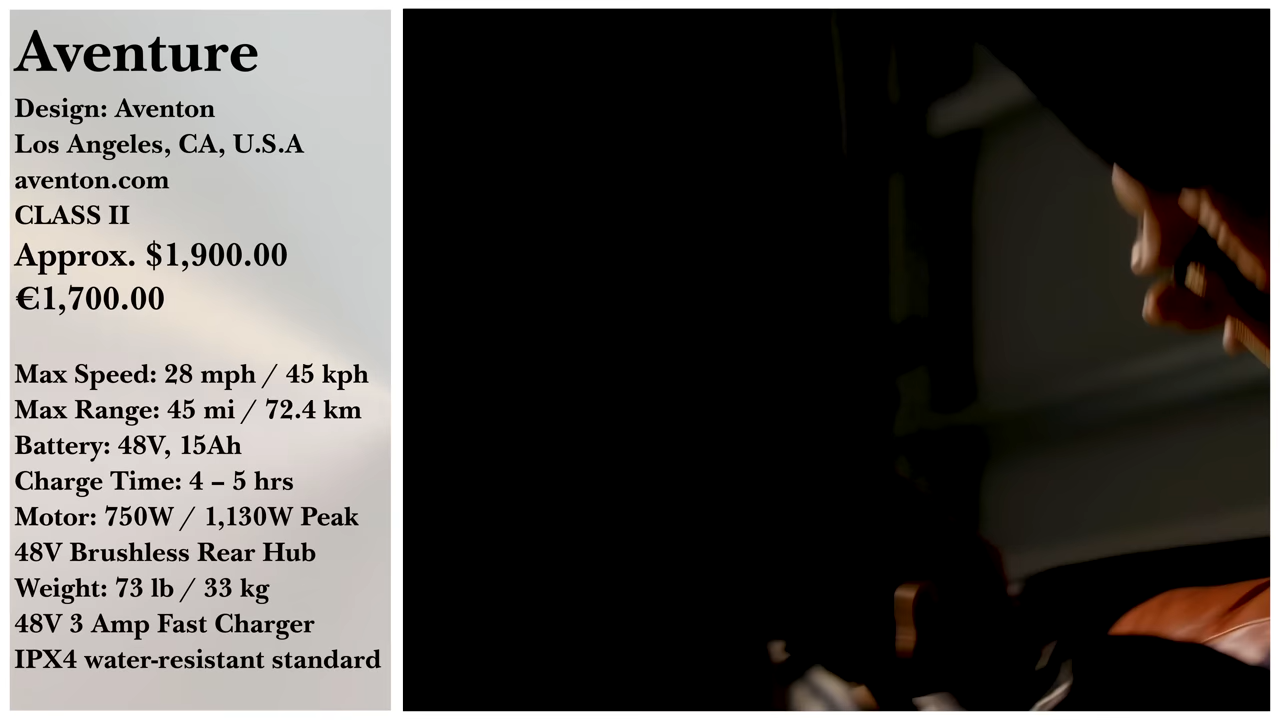 Aventure
Design: Aventon
Los Angeles, CA, U.S.A
aventon.com
CLASS II
Approx. $1,900.00
€1,700.00
Max Speed: 28 mph / 45 kph
Max Range: 45 mi / 72.4 km
Battery: 48V, 15Ah
Charge Time: 4 – 5 hrs
Motor: 750W / 1,130W Peak
48V Brushless Rear Hub
Weight: 73 lb / 33 kg
48V 3 Amp Fast Charger
IPX4 water-resistant standard